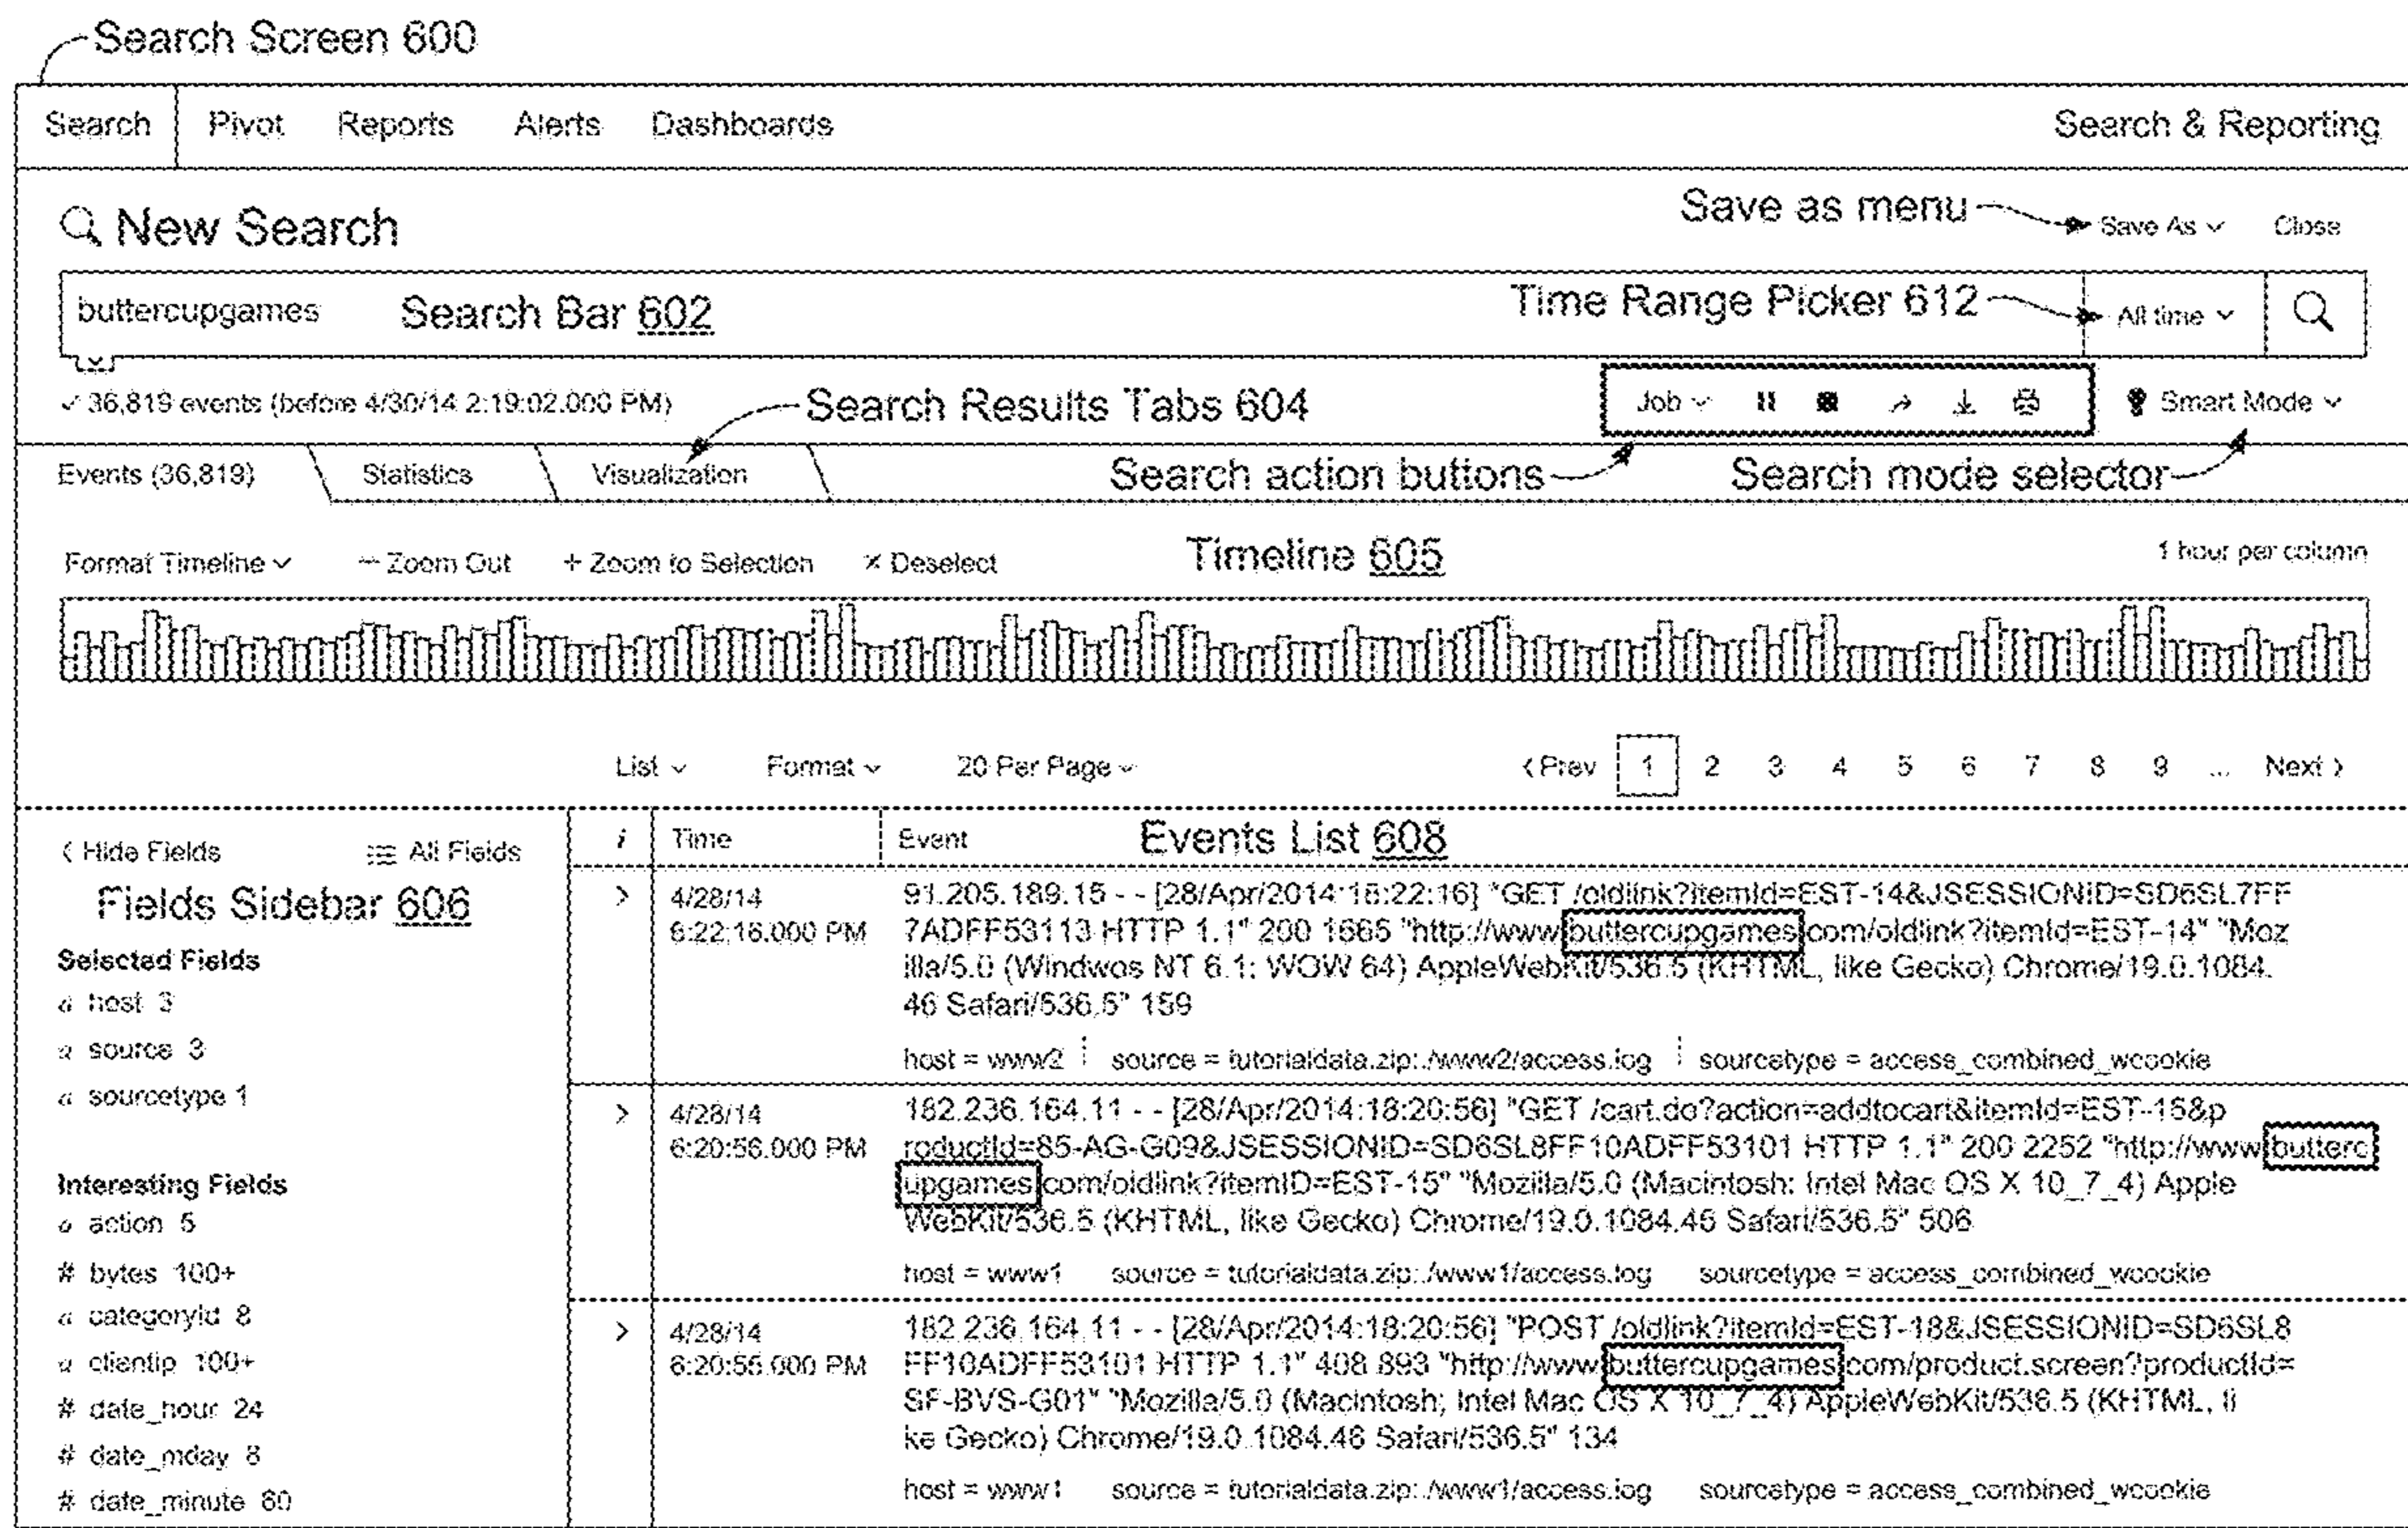 Search Screen 600
Search Pivot Reports Alerts Dashboards Search & Reporting
New Search Save as menu Save As Close
buttercupgames Search Bar 602 Time Range Picker 612 All time
36,819 events (before 4/30/14 2:19:02.000 PM) Search Results Tabs 604 Job Smart Mode
Events (36,819) Statistics Visualization Search action buttons Search mode selector
Format Timeline — Zoom Out + Zoom to Selection × Deselect Timeline 605 1 hour per column
List Format 20 Per Page < Prev 1 2 3 4 5 6 7 8 9 ... Next >
< Hide Fields All Fields
Fields Sidebar 606
Selected Fields
a host 3
a source 3
a sourcetype 1
Interesting Fields
a action 5
# bytes 100+
a categoryId 8
a clientip 100+
# date_hour 24
# date_mday 8
# date_minute 60
i Time Event Events List 608
> 4/28/14
6:22:16.000 PM
91.205.189.15 - - [28/Apr/2014:18:22:16] "GET /oldlink?itemId=EST-14&JSESSIONID=SD6SL7FF
7ADFF53113 HTTP 1.1" 200 1665 "http://www.buttercupgames.com/oldlink?itemId=EST-14" "Moz
illa/5.0 (Windwos NT 6.1; WOW 64) AppleWebKit/536.5 (KHTML, like Gecko) Chrome/19.0.1084.
46 Safari/536.5" 159
host = www2 source = tutorialdata.zip:./www2/access.log sourcetype = access_combined_wcookie
> 4/28/14
6:20:56.000 PM
182.236.164.11 - - [28/Apr/2014:18:20:56] "GET /cart.do?action=addtocart&itemId=EST-15&p
roductId=85-AG-G09&JSESSIONID=SD6SL8FF10ADFF53101 HTTP 1.1" 200 2252 "http://www.butterc
upgames.com/oldlink?itemID=EST-15" "Mozilla/5.0 (Macintosh; Intel Mac OS X 10_7_4) Apple
WebKit/536.5 (KHTML, like Gecko) Chrome/19.0.1084.46 Safari/536.5" 506
host = www1 source = tutorialdata.zip:./www1/access.log sourcetype = access_combined_wcookie
> 4/28/14
6:20:55.000 PM
182.236.164.11 - - [28/Apr/2014:18:20:56] "POST /oldlink?itemId=EST-18&JSESSIONID=SD6SL8
FF10ADFF53101 HTTP 1.1" 408 893 "http://www.buttercupgames.com/product.screen?productId=
SF-BVS-G01" "Mozilla/5.0 (Macintosh; Intel Mac OS X 10_7_4) AppleWebKit/536.5 (KHTML, li
ke Gecko) Chrome/19.0.1084.46 Safari/536.5" 134
host = www1 source = tutorialdata.zip:./www1/access.log sourcetype = access_combined_wcookie